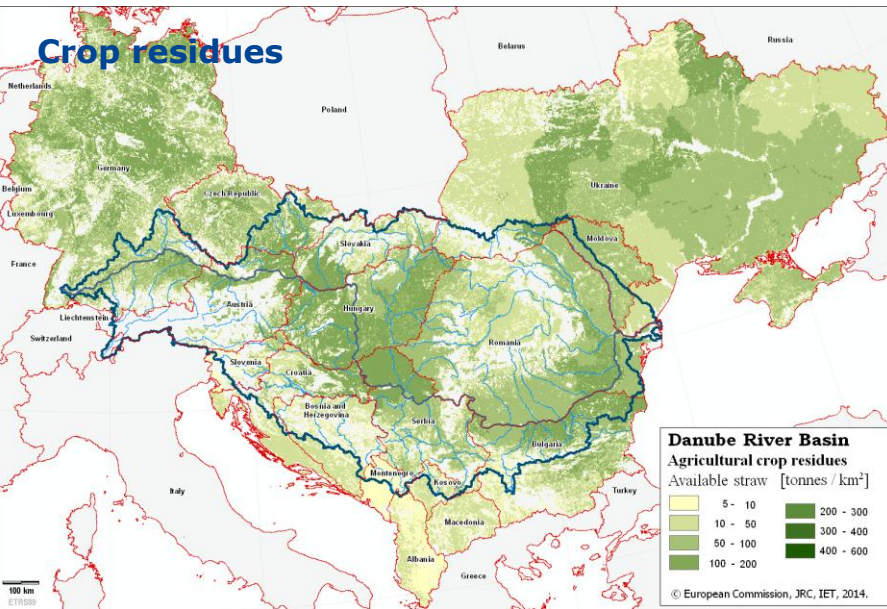 Crop residues
Belarus
Russia
Netherlands
Poland
Germany
Belgium
Czech Republic
Ukraine
Luxembourg
Moldova
Slovakia
France
Austria
Hungary
Liechtenstein
Switzerland
Romania
Slovenia
Croatia
Bosnia and
Herzegovina
Serbia
Bulgaria
Montenegro
Kosovo
Italy
Turkey
Macedonia
Albania
Greece
Danube River Basin
Agricultural crop residues
Available straw [tonnes / km²]
5 - 10
10 - 50
50 - 100
100 - 200
200 - 300
300 - 400
400 - 600
© European Commission, JRC, IET, 2014.
100 km
ETRS89